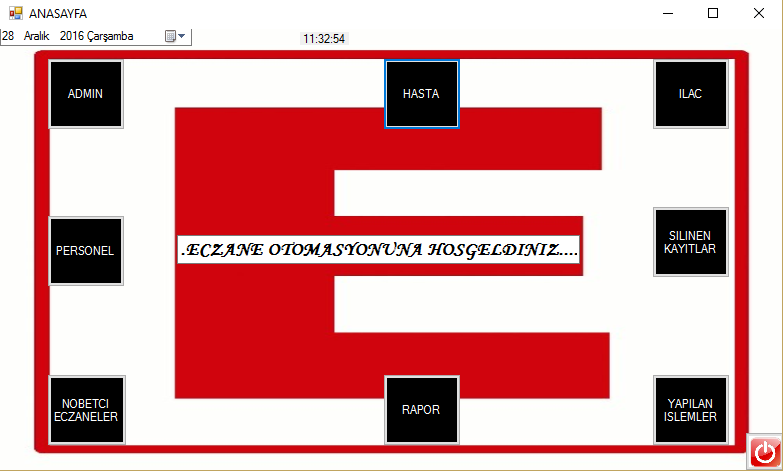 ANASAYFA
28 Aralık 2016 Çarşamba
11:32:54
ADMIN
HASTA
ILAC
PERSONEL
.ECZANE OTOMASYONUNA HOSGELDINIZ....
SILINEN
KAYITLAR
NOBETCI
ECZANELER
RAPOR
YAPILAN
ISLEMLER